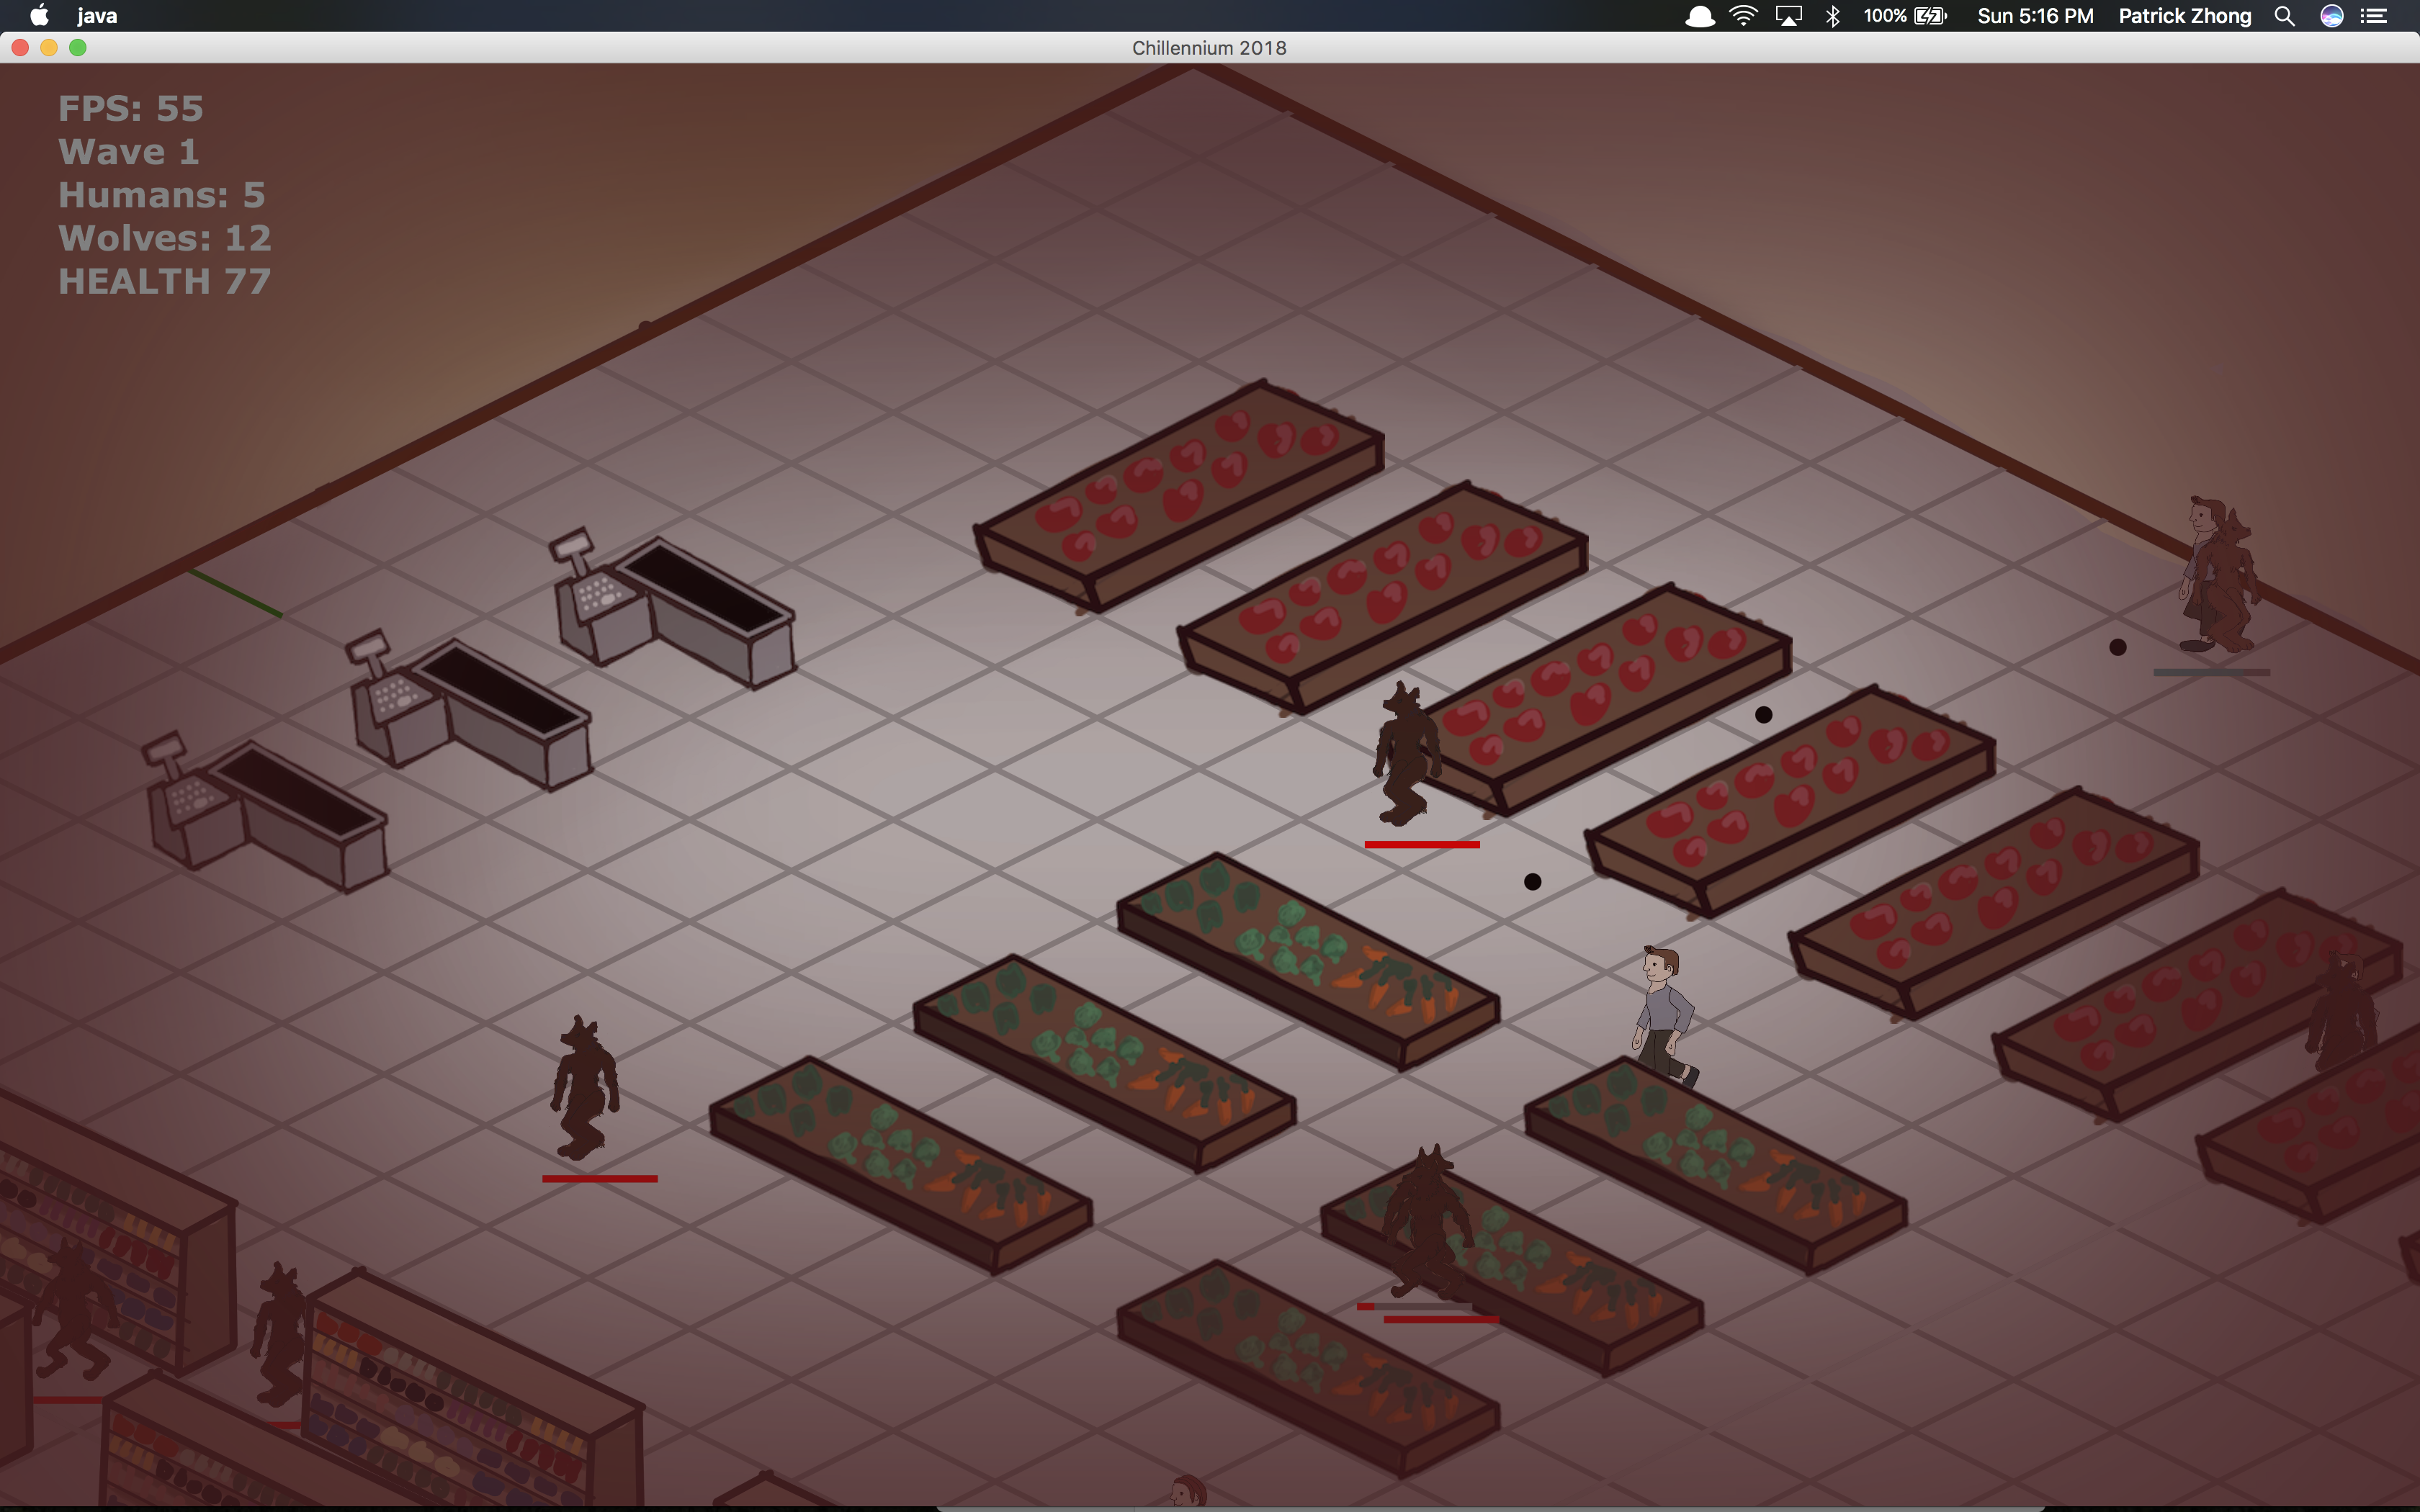 java
100%
Sun 5:16 PM
Patrick Zhong
Chillennium 2018
FPS: 55
Wave 1
Humans: 5
Wolves: 12
HEALTH 77